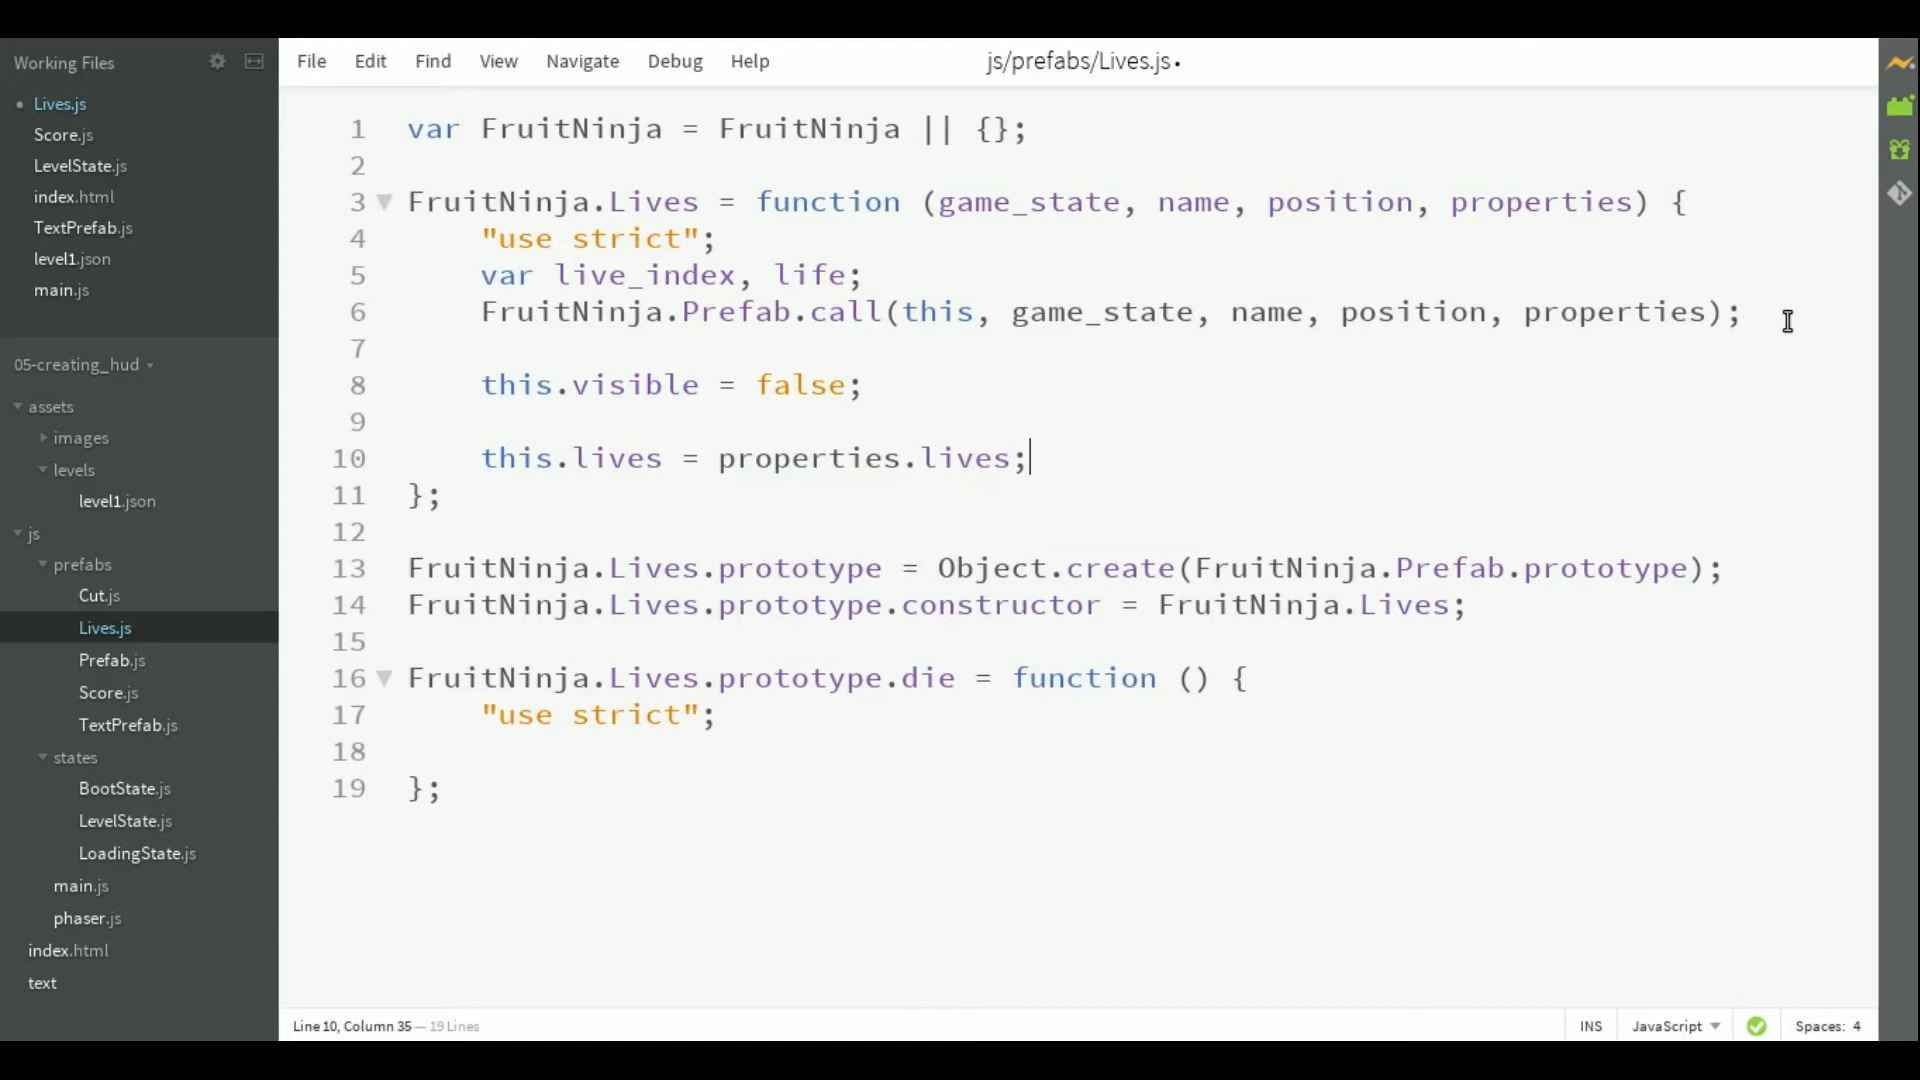 Working Files
Lives.js
Score.js
LevelState.js
index.html
TextPrefab.js
level1.json
main.js
05-creating_hud
assets
images
levels
level1.json
js
prefabs
Cut.js
Lives.js
Prefab.js
Score.js
TextPrefab.js
states
BootState.js
LevelState.js
LoadingState.js
main.js
phaser.js
index.html
text
File Edit Find View Navigate Debug Help
js/prefabs/Lives.js •
1 var FruitNinja = FruitNinja || {};
2
3 FruitNinja.Lives = function (game_state, name, position, properties) {
4 "use strict";
5 var live_index, life;
6 FruitNinja.Prefab.call(this, game_state, name, position, properties);
7
8 this.visible = false;
9
10 this.lives = properties.lives;
11 };
12
13 FruitNinja.Lives.prototype = Object.create(FruitNinja.Prefab.prototype);
14 FruitNinja.Lives.prototype.constructor = FruitNinja.Lives;
15
16 FruitNinja.Lives.prototype.die = function () {
17 "use strict";
18
19 };
Line 10, Column 35 — 19 Lines
INS JavaScript Spaces: 4